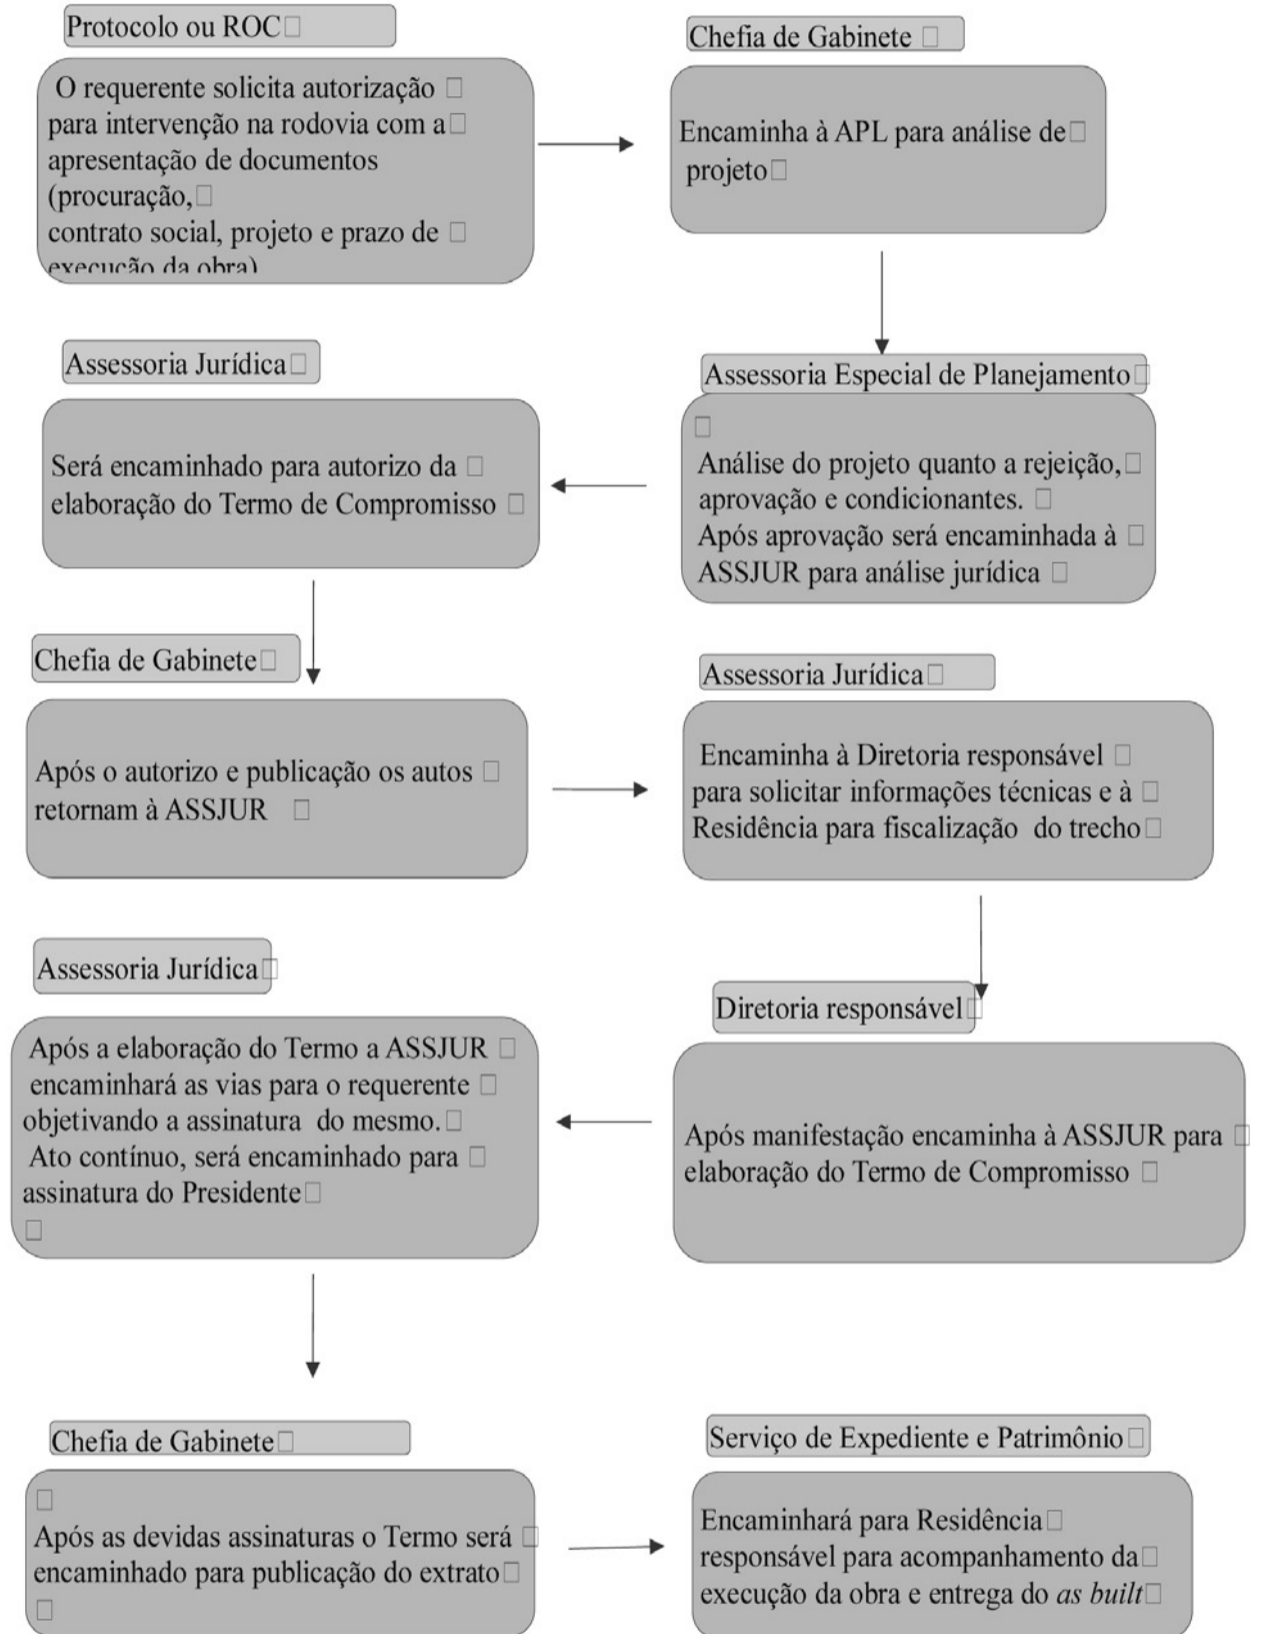 Protocolo ou ROC
O requerente solicita autorização
para intervenção na rodovia com a
apresentação de documentos
(procuração,
contrato social, projeto e prazo de
execução da obra)
Chefia de Gabinete
Encaminha à APL para análise de
projeto
Assessoria Especial de Planejamento
Análise do projeto quanto a rejeição,
aprovação e condicionantes.
Após aprovação será encaminhada à
ASSJUR para análise jurídica
Assessoria Jurídica
Será encaminhado para autorizo da
elaboração do Termo de Compromisso
Chefia de Gabinete
Após o autorizo e publicação os autos
retornam à ASSJUR
Assessoria Jurídica
Encaminha à Diretoria responsável
para solicitar informações técnicas e à
Residência para fiscalização do trecho
Diretoria responsável
Após manifestação encaminha à ASSJUR para
elaboração do Termo de Compromisso
Assessoria Jurídica
Após a elaboração do Termo a ASSJUR
encaminhará as vias para o requerente
objetivando a assinatura do mesmo.
Ato contínuo, será encaminhado para
assinatura do Presidente
Chefia de Gabinete
Após as devidas assinaturas o Termo será
encaminhado para publicação do extrato
Serviço de Expediente e Patrimônio
Encaminhará para Residência
responsável para acompanhamento da
execução da obra e entrega do as built